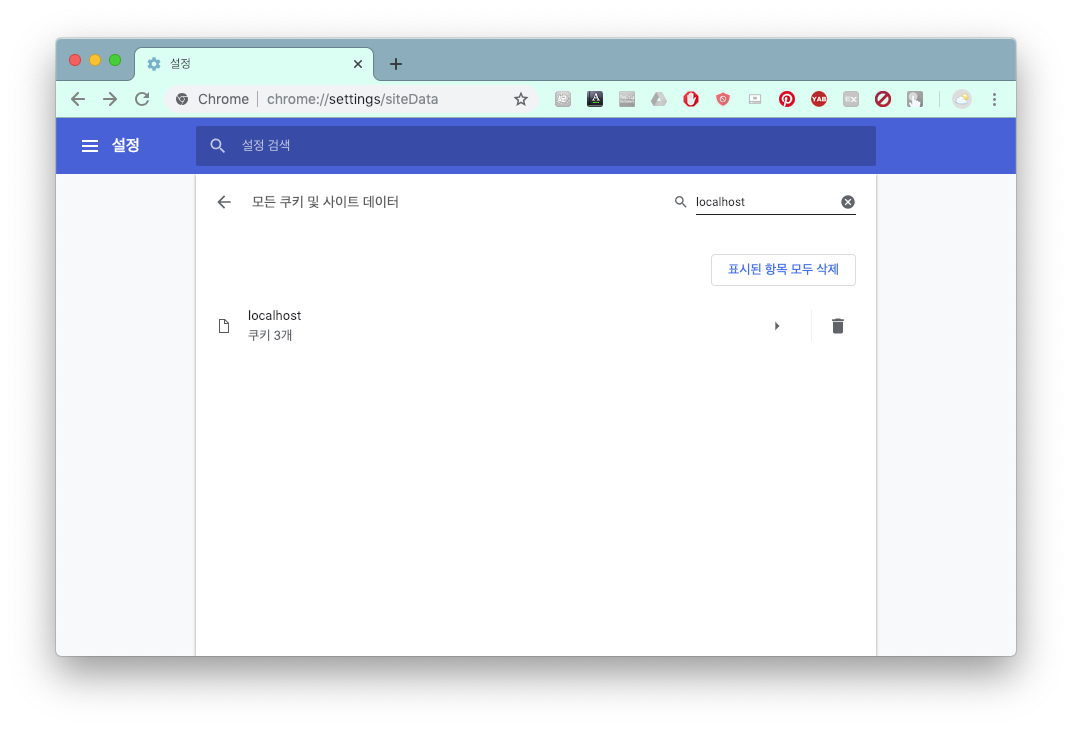 설정
Chrome | chrome://settings/siteData
A
YAB
EX
설정
설정 검색
모든 쿠키 및 사이트 데이터
localhost
표시된 항목 모두 삭제
localhost
쿠키 3개